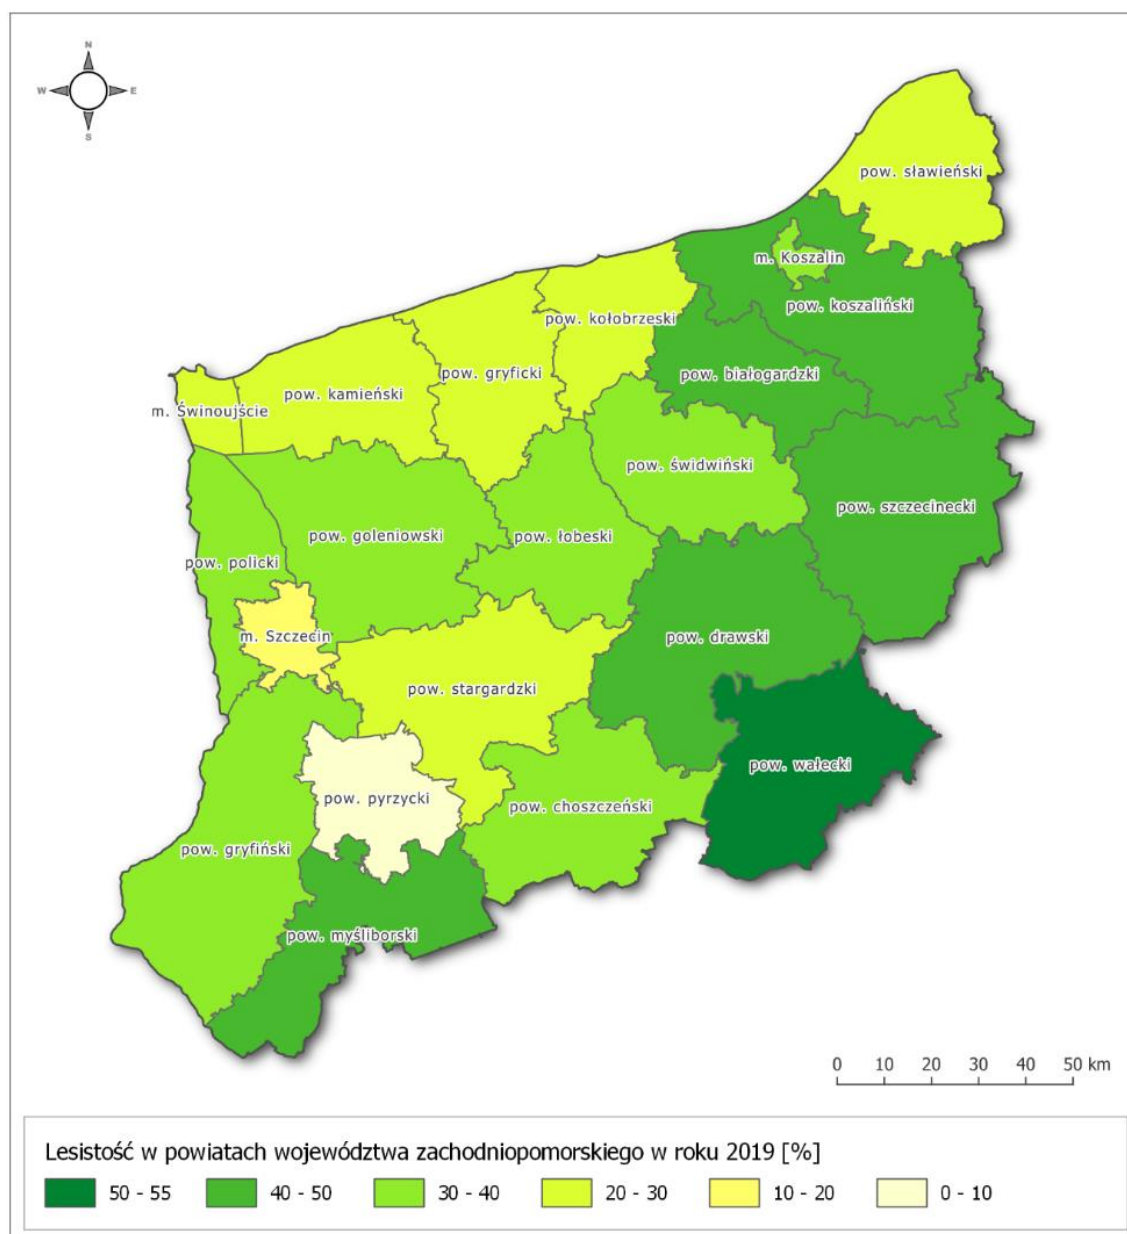 N
W E
S
pow. sławieński
m. Koszalin
pow. koszaliński
pow. kołobrzeski
pow. gryficki
pow. białogardzki
pow. kamieński
m. Świnoujście
pow. świdwiński
pow. szczecinecki
pow. goleniowski
pow. łobeski
pow. policki
m. Szczecin
pow. drawski
pow. stargardzki
pow. wałecki
pow. pyrzycki
pow. choszczeński
pow. gryfiński
pow. myśliborski
0 10 20 30 40 50 km
Lesistość w powiatach województwa zachodniopomorskiego w roku 2019 [%]
50 - 55 40 - 50 30 - 40 20 - 30 10 - 20 0 - 10